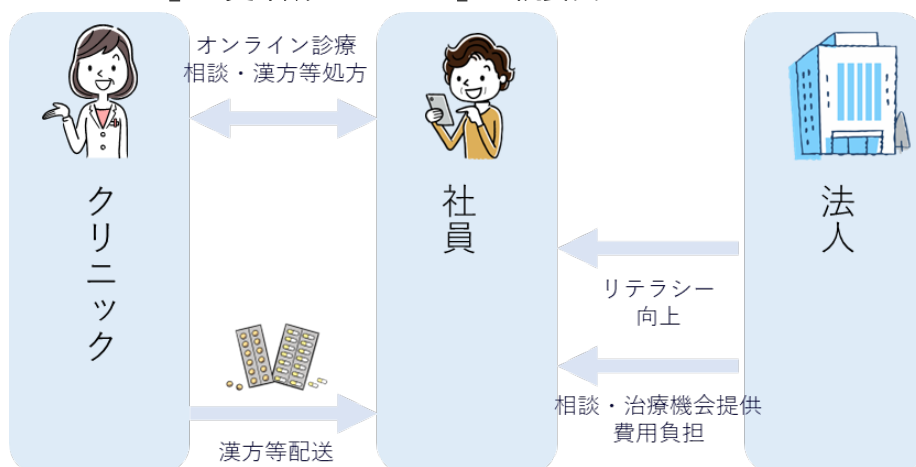 オンライン診療
相談・漢方等処方
クリニック
社員
法人
リテラシー
向上
漢方等配送
相談・治療機会提供
費用負担